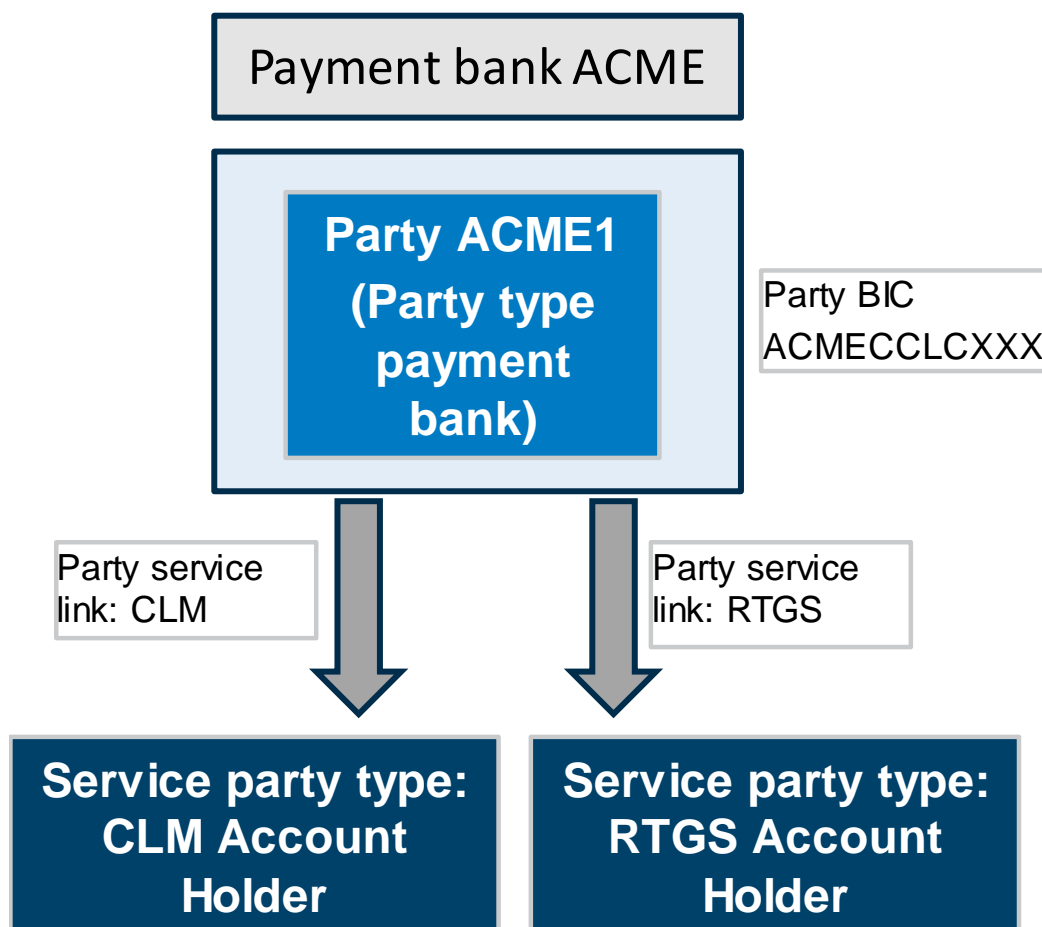 Payment bank ACME
Party ACME1
(Party type
payment
bank)
Party BIC
ACMECCLCXXX
Party service
link: CLM
Party service
link: RTGS
Service party type:
CLM Account
Holder
Service party type:
RTGS Account
Holder